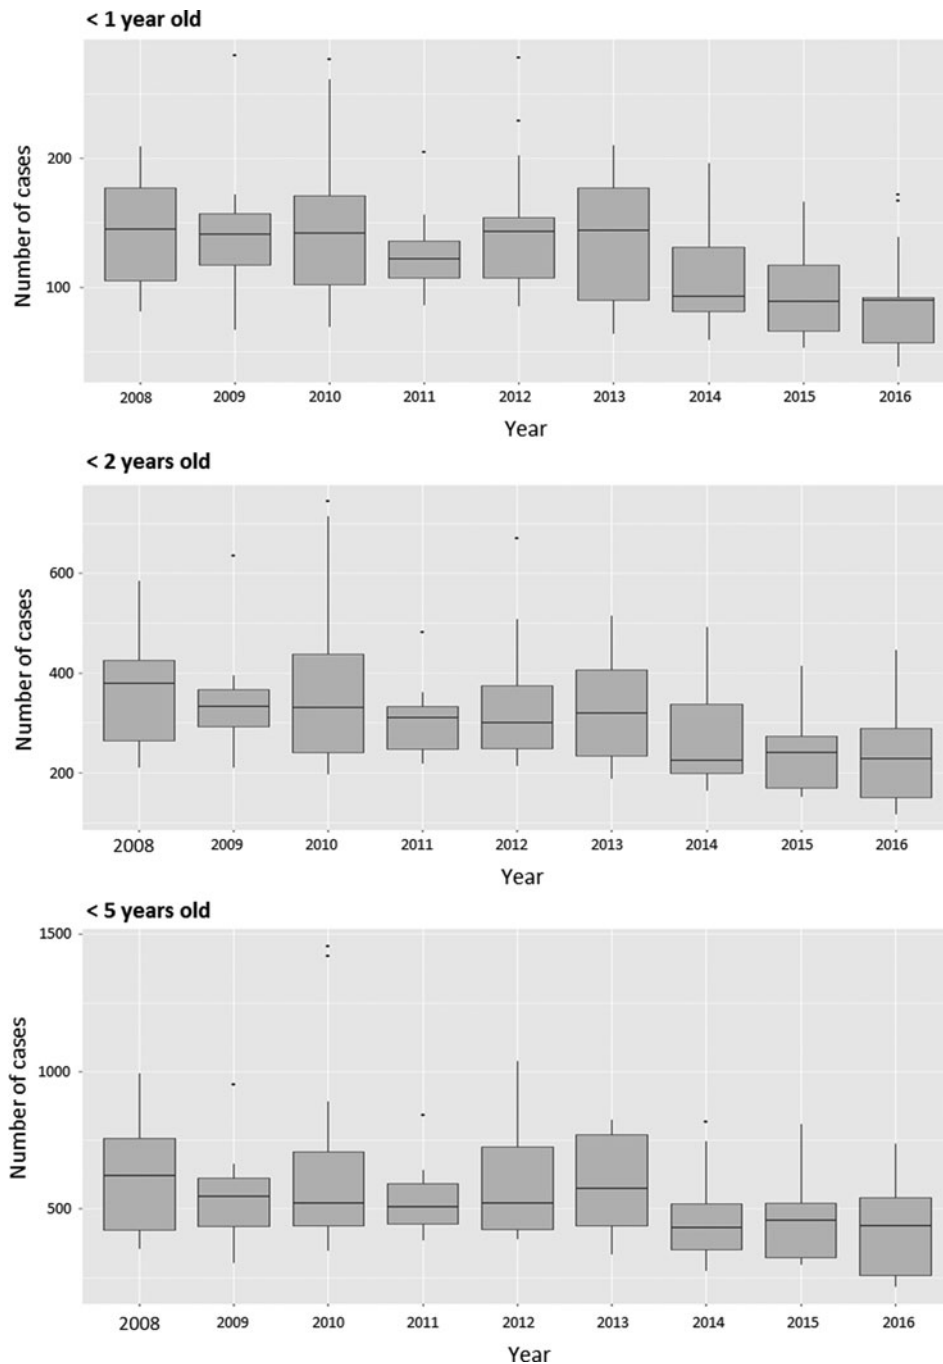 < 1 year old
Number of cases
200
100
2008 2009 2010 2011 2012 2013 2014 2015 2016
Year
< 2 years old
Number of cases
600
400
200
2008 2009 2010 2011 2012 2013 2014 2015 2016
Year
< 5 years old
Number of cases
1500
1000
500
2008 2009 2010 2011 2012 2013 2014 2015 2016
Year